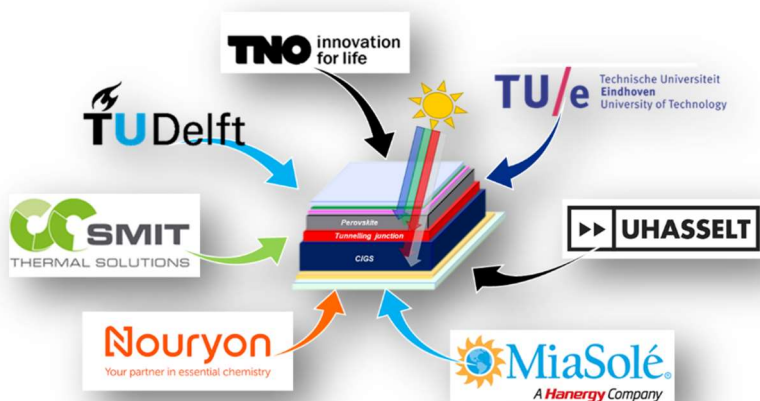 TNO innovation
for life
TU Delft
TU/e Technische Universiteit
Eindhoven
University of Technology
Perovskite
Tunnelling junction
CIGS
SMIT
THERMAL SOLUTIONS
UHASSELT
Nouryon
Your partner in essential chemistry
MiaSolé®
A Hanergy Company